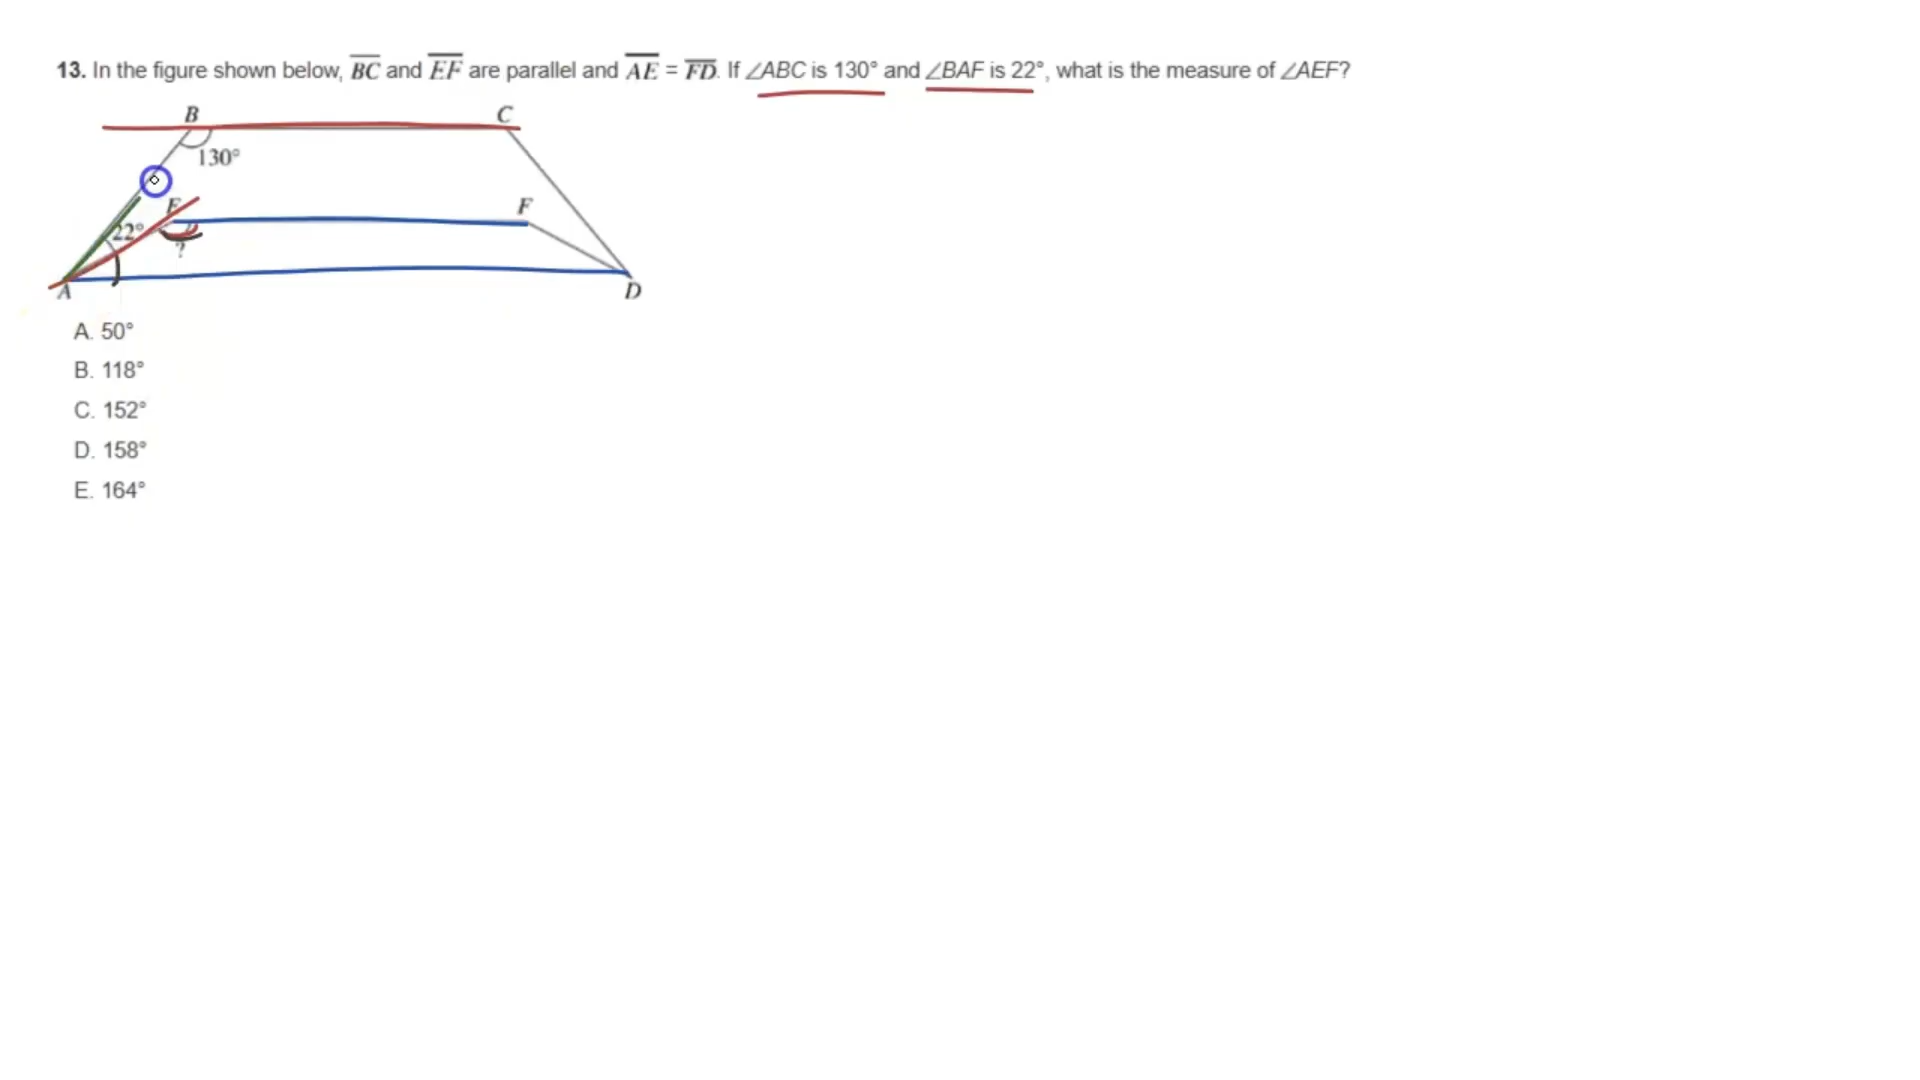 13. In the figure shown below, BC and EF are parallel and AE = FD. If ∠ABC is 130° and ∠BAF is 22°, what is the measure of ∠AEF?
B C
130°
E F
22°
?
A D
A. 50°
B. 118°
C. 152°
D. 158°
E. 164°